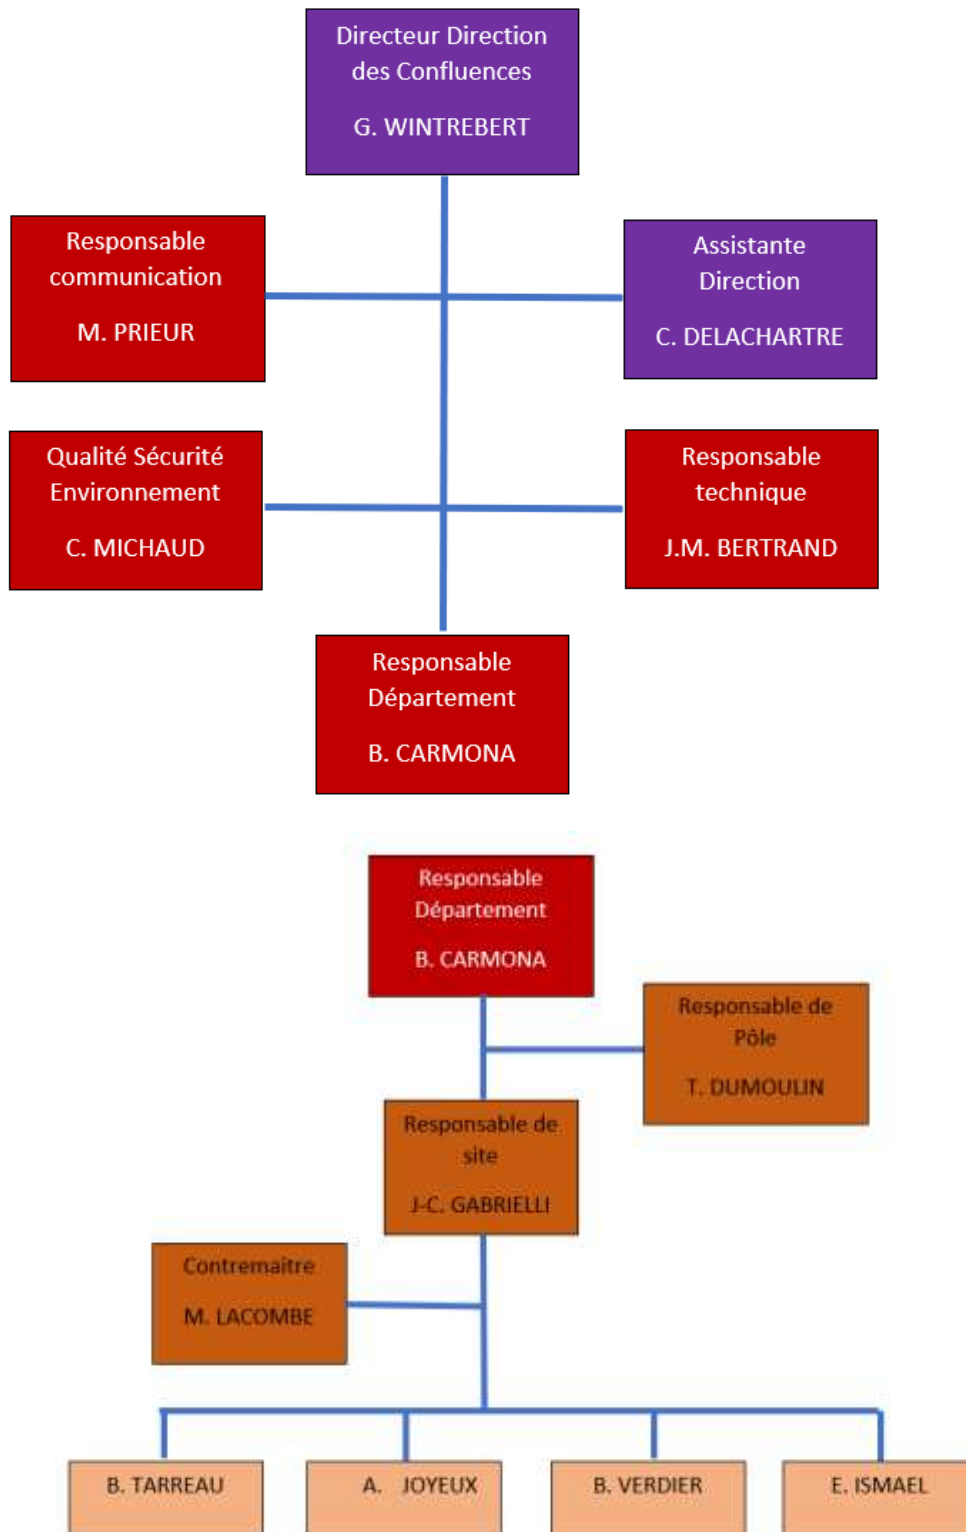 Directeur Direction
des Confluences
G. WINTREBERT
Responsable
communication
M. PRIEUR
Assistante
Direction
C. DELACHARTRE
Qualité Sécurité
Environnement
C. MICHAUD
Responsable
technique
J.M. BERTRAND
Responsable
Département
B. CARMONA
Responsable
Département
B. CARMONA
Responsable de
Pôle
T. DUMOULIN
Responsable de
site
J-C. GABRIELLI
Contremaître
M. LACOMBE
B. TARREAU
A. JOYEUX
B. VERDIER
E. ISMAEL